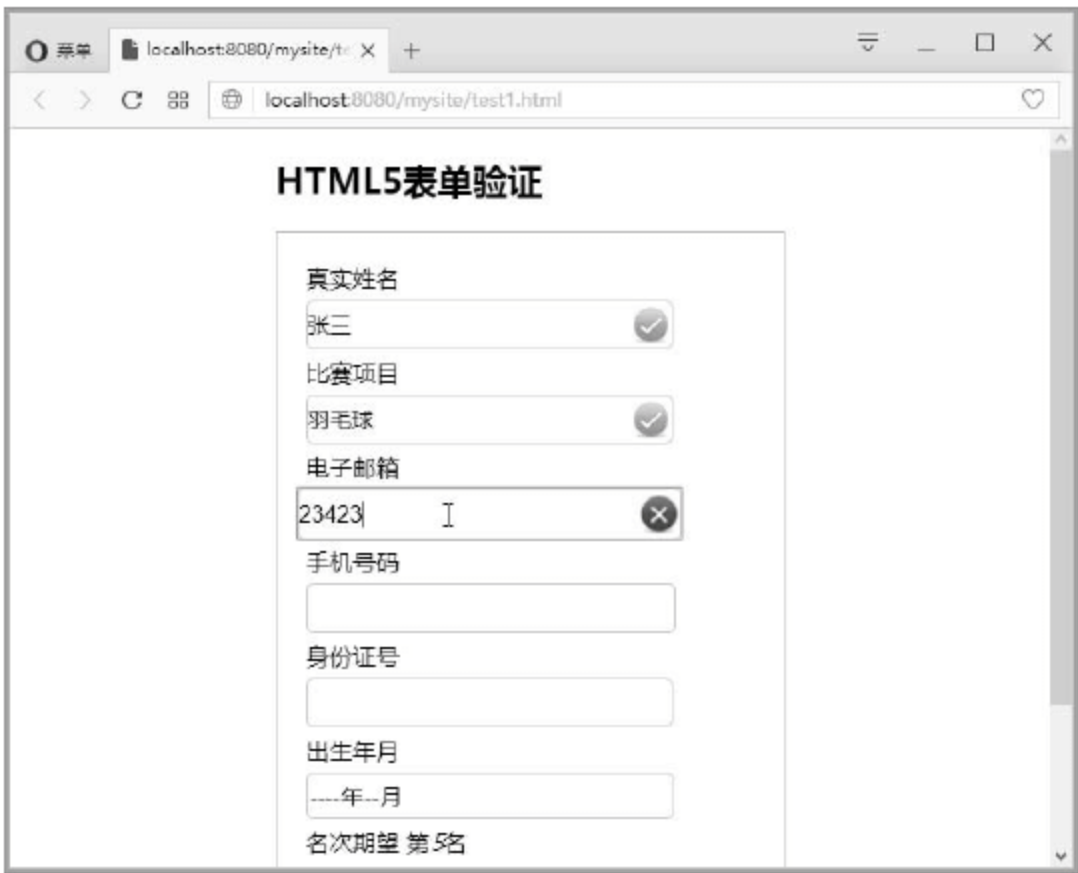 菜单
localhost:8080/mysite/te
localhost:8080/mysite/test1.html
HTML5表单验证
真实姓名
张三
比赛项目
羽毛球
电子邮箱
23423
手机号码
身份证号
出生年月
----年--月
名次期望 第5名